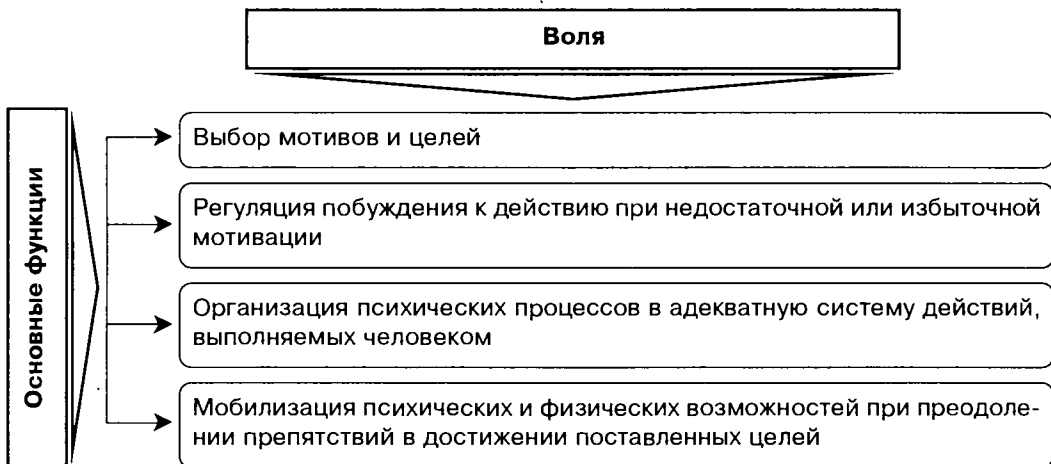 Воля
Основные функции
Выбор мотивов и целей
Регуляция побуждения к действию при недостаточной или избыточной
мотивации
Организация психических процессов в адекватную систему действий,
выполняемых человеком
Мобилизация психических и физических возможностей при преодоле-
нии препятствий в достижении поставленных целей